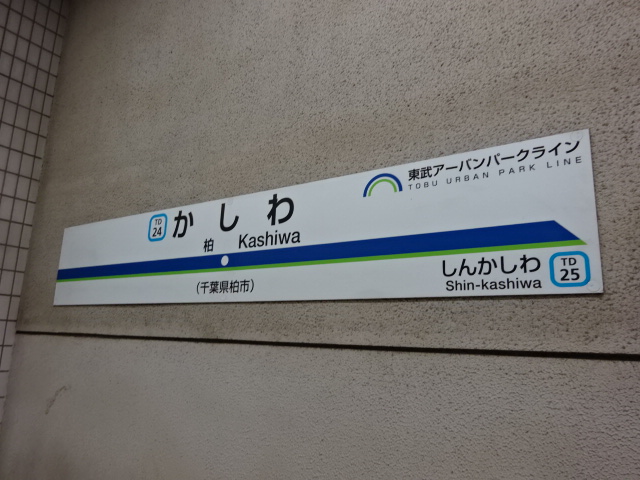 東武アーバンパークライン
TOBU URBAN PARK LINE
TD
24
かしわ
柏 Kashiwa
(千葉県柏市)
しんかしわ
Shin-kashiwa
TD
25